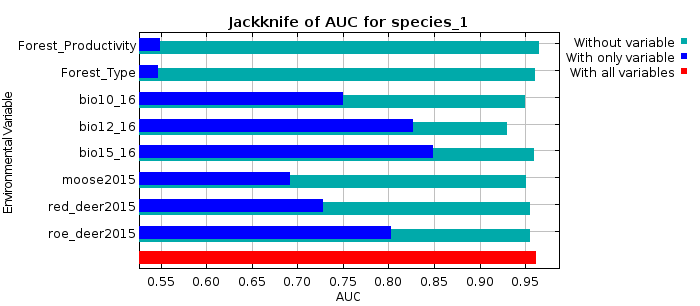 Jackknife of AUC for species_1
Environmental Variable
Forest_Productivity
Forest_Type
bio10_16
bio12_16
bio15_16
moose2015
red_deer2015
roe_deer2015
0.55 0.60 0.65 0.70 0.75 0.80 0.85 0.90 0.95
AUC
Without variable
With only variable
With all variables